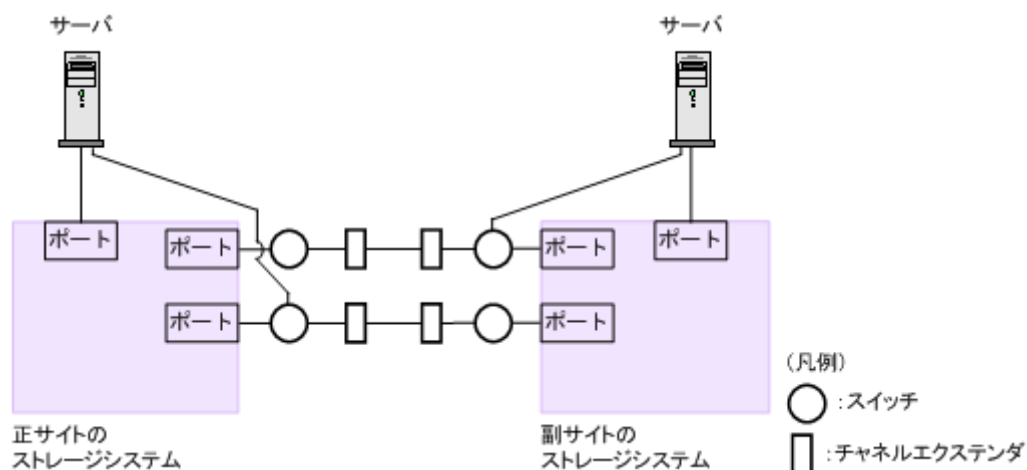 サーバ
サーバ
ポート
ポート
ポート
ポート
ポート
ポート
正サイトの
ストレージシステム
副サイトの
ストレージシステム
(凡例)
:スイッチ
:チャネルエクステンダ